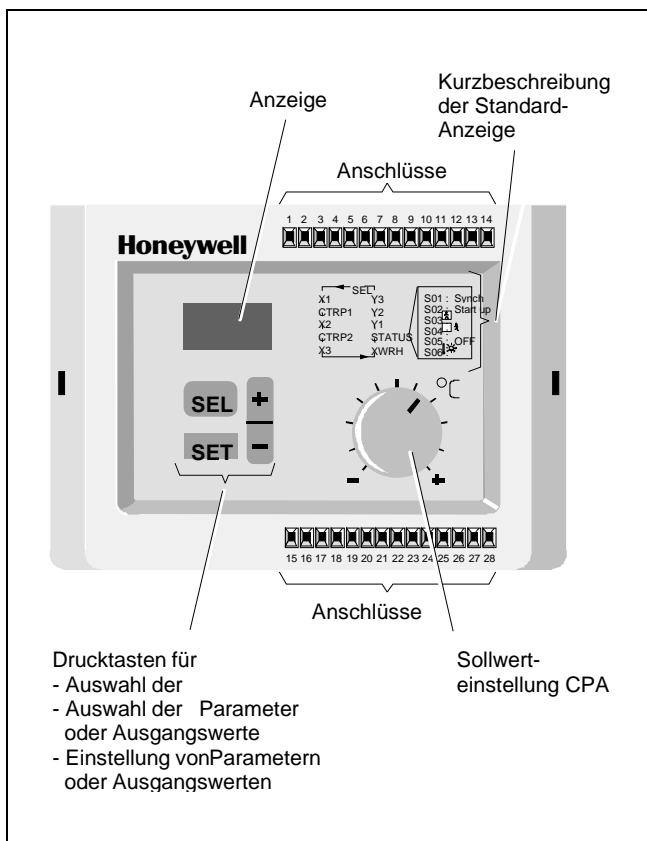 Anzeige
Kurzbeschreibung
der Standard-
Anzeige
Anschlüsse
1 2 3 4 5 6 7 8 9 10 11 12 13 14
Honeywell
SEL
X1 Y3
CTRP1 Y2
X2 Y1
CTRP2 STATUS
X3 XWRH
S01 : Synch
S02 : Start up
S03
S04 :
S05 : OFF
S06
°C
SEL +
SET -
- +
15 16 17 18 19 20 21 22 23 24 25 26 27 28
Anschlüsse
Drucktasten für
- Auswahl der
- Auswahl der Parameter
oder Ausgangswerte
- Einstellung vonParametern
oder Ausgangswerten
Sollwert-
einstellung CPA